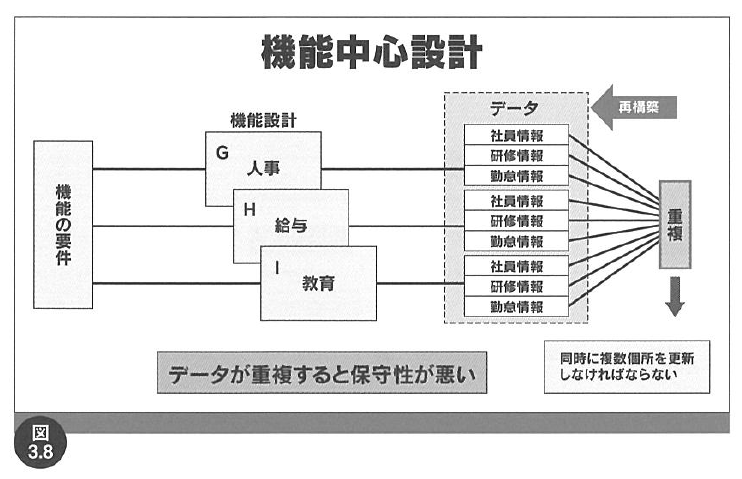 機能中心設計
機能の要件
機能設計
G
人事
H
給与
I
教育
データ
社員情報
研修情報
勤怠情報
社員情報
研修情報
勤怠情報
社員情報
研修情報
勤怠情報
再構築
重複
同時に複数個所を更新
しなければならない
データが重複すると保守性が悪い
図
3.8